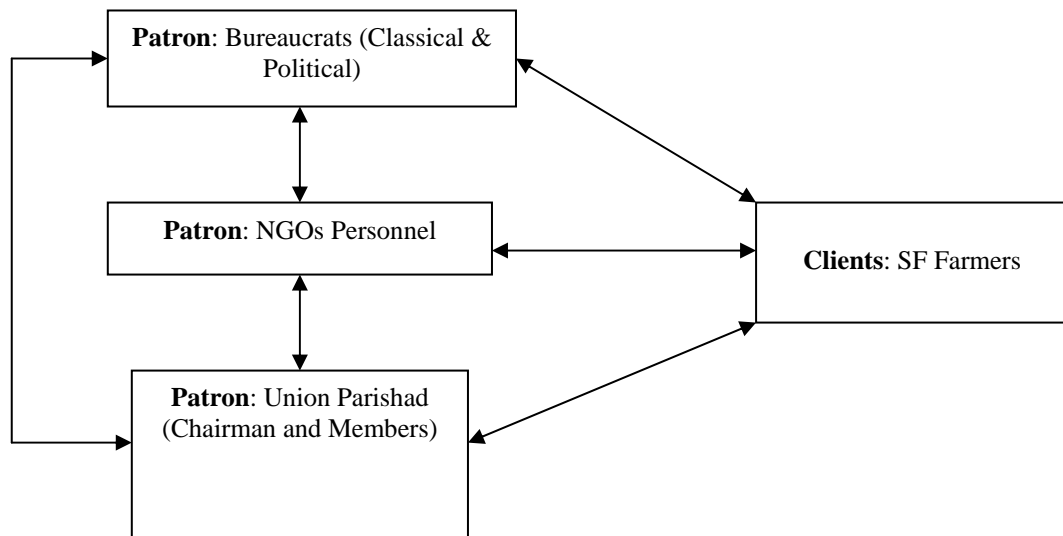 Patron: Bureaucrats (Classical &
Political)
Patron: NGOs Personnel
Clients: SF Farmers
Patron: Union Parishad
(Chairman and Members)